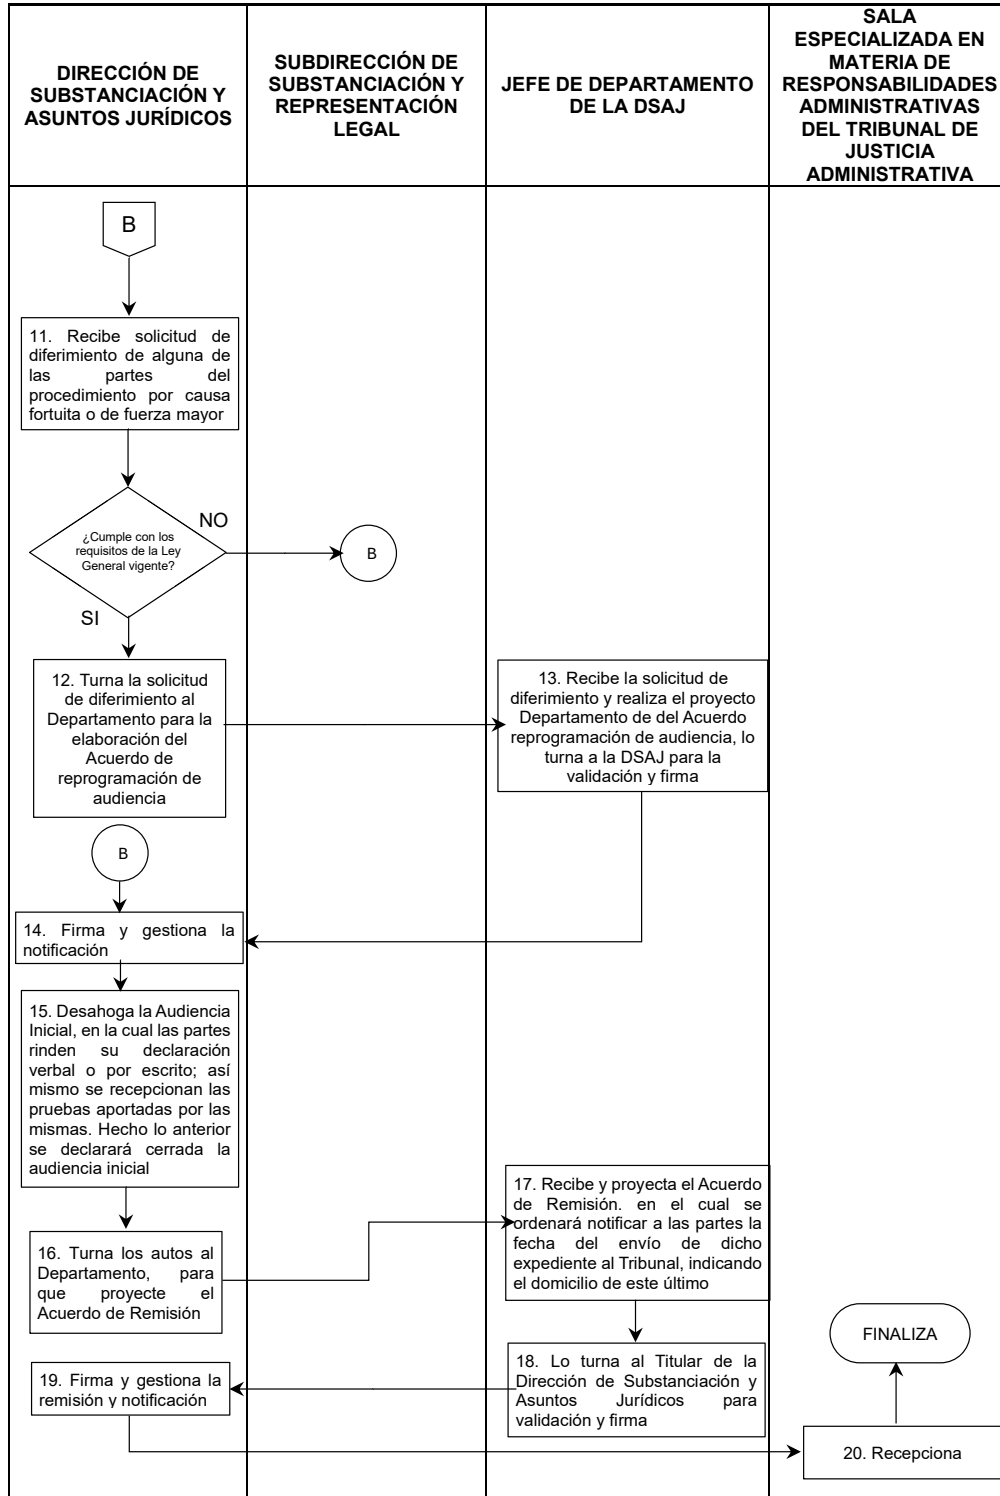 DIRECCIÓN DE
SUBSTANCIACIÓN Y
ASUNTOS JURÍDICOS
SUBDIRECCIÓN DE
SUBSTANCIACIÓN Y
REPRESENTACIÓN
LEGAL
JEFE DE DEPARTAMENTO
DE LA DSAJ
SALA
ESPECIALIZADA EN
MATERIA DE
RESPONSABILIDADES
ADMINISTRATIVAS
DEL TRIBUNAL DE
JUSTICIA
ADMINISTRATIVA
B
11. Recibe solicitud de
diferimiento de alguna de
las partes del
procedimiento por causa
fortuita o de fuerza mayor
¿Cumple con los
requisitos de la Ley
General vigente?
NO
B
SI
12. Turna la solicitud
de diferimiento al
Departamento para la
elaboración del
Acuerdo de
reprogramación de
audiencia
13. Recibe la solicitud de
diferimiento y realiza el proyecto
Departamento de del Acuerdo
reprogramación de audiencia, lo
turna a la DSAJ para la
validación y firma
B
14. Firma y gestiona la
notificación
15. Desahoga la Audiencia
Inicial, en la cual las partes
rinden su declaración
verbal o por escrito; así
mismo se recepcionan las
pruebas aportadas por las
mismas. Hecho lo anterior
se declarará cerrada la
audiencia inicial
16. Turna los autos al
Departamento, para
que proyecte el
Acuerdo de Remisión
17. Recibe y proyecta el Acuerdo
de Remisión. en el cual se
ordenará notificar a las partes la
fecha del envío de dicho
expediente al Tribunal, indicando
el domicilio de este último
18. Lo turna al Titular de la
Dirección de Substanciación y
Asuntos Jurídicos para
validación y firma
19. Firma y gestiona la
remisión y notificación
20. Recepciona
FINALIZA